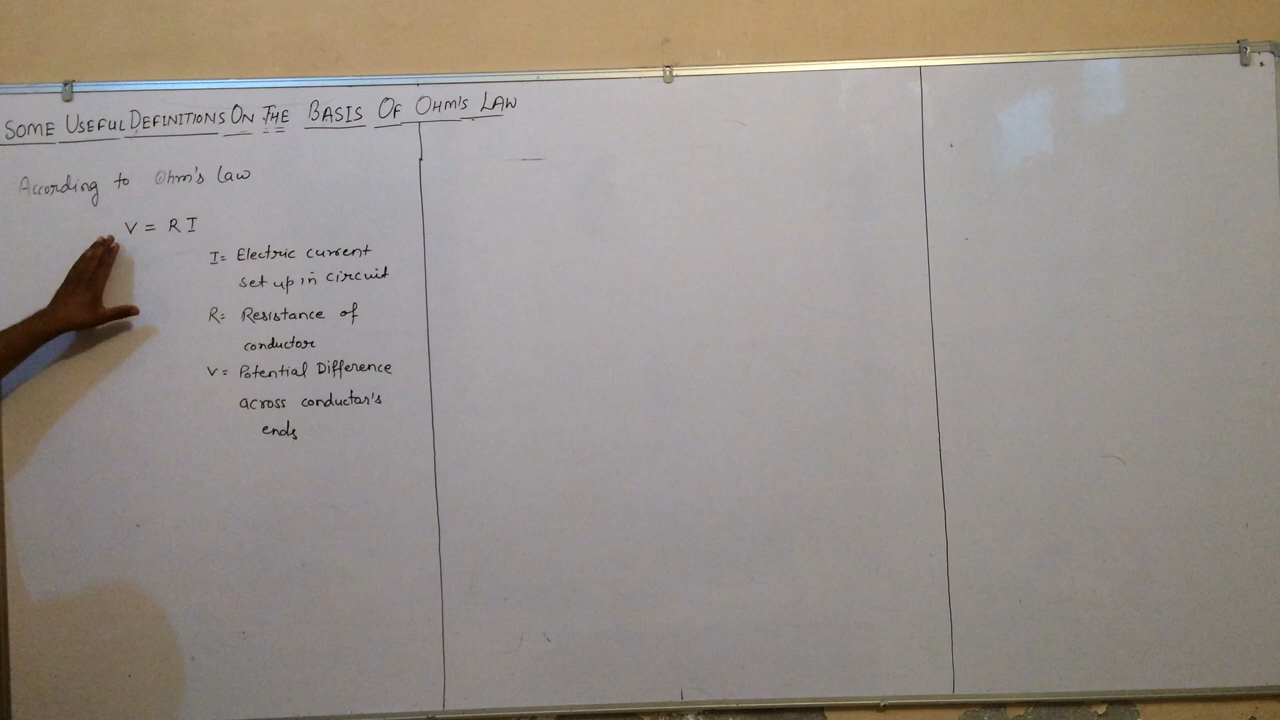 SOME USEFUL DEFINITIONS ON THE BASIS OF OHM'S LAW
According to Ohm's Law
V = R I
I = Electric current
set up in circuit
R = Resistance of
conductor
V = Potential Difference
across conductor's
ends